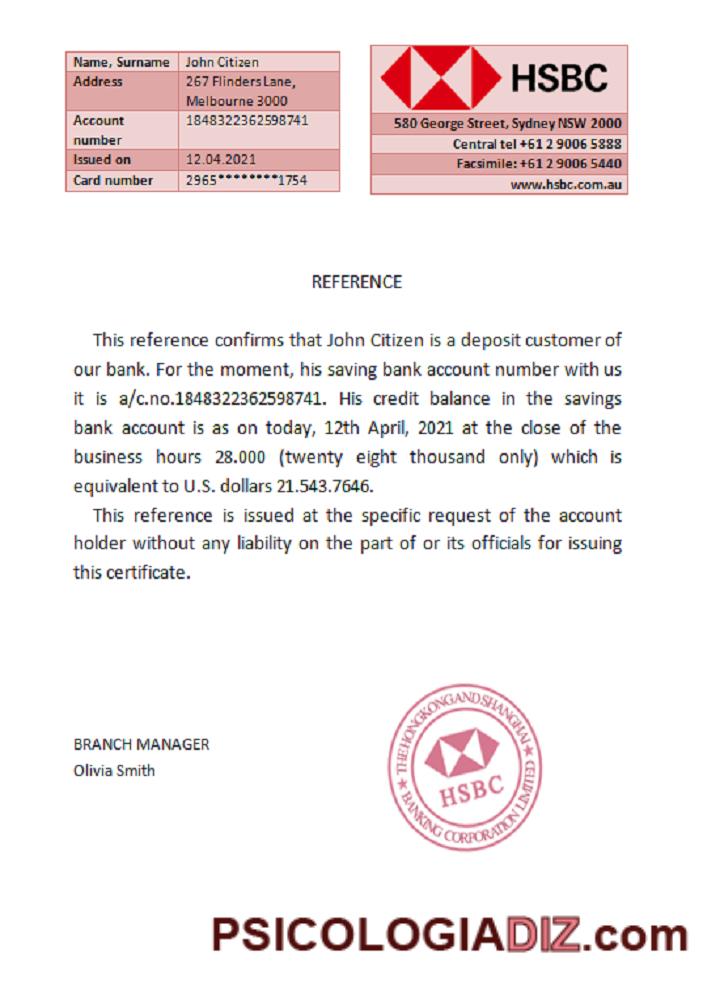 Name, Surname John Citizen
Address 267 Flinders Lane,
Melbourne 3000
Account 1848322362598741
number
Issued on 12.04.2021
Card number 2965********1754
HSBC
580 George Street, Sydney NSW 2000
Central tel +61 2 9006 5888
Facsimile: +61 2 9006 5440
www.hsbc.com.au
REFERENCE
This reference confirms that John Citizen is a deposit customer of
our bank. For the moment, his saving bank account number with us
it is a/c.no.1848322362598741. His credit balance in the savings
bank account is as on today, 12th April, 2021 at the close of the
business hours 28.000 (twenty eight thousand only) which is
equivalent to U.S. dollars 21.543.7646.
This reference is issued at the specific request of the account
holder without any liability on the part of or its officials for issuing
this certificate.
BRANCH MANAGER
Olivia Smith
THE HONGKONG AND SHANGHAI
BANKING CORPORATION LIMITED
HSBC
PSICOLOGIADIZ.com